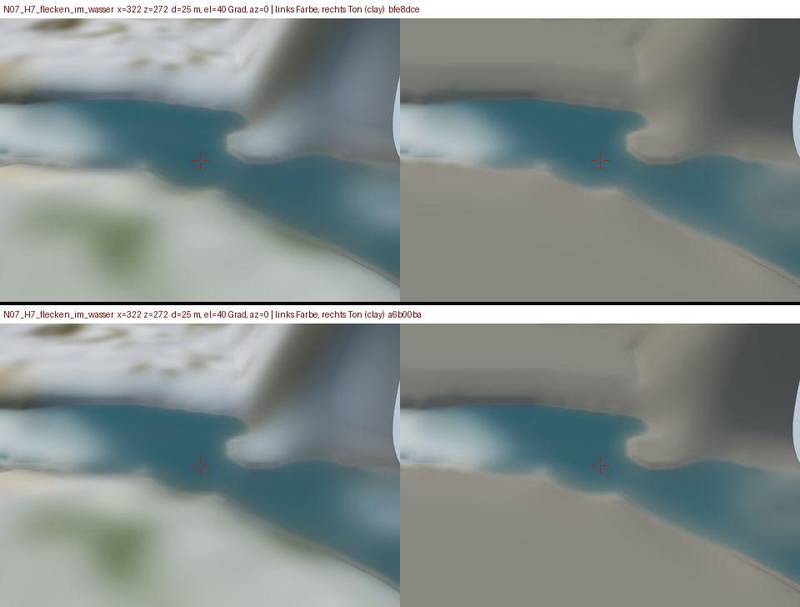 N07_H7_flecken_im_wasser x=322 z=272 d=25 m, el=40 Grad, az=0 | links Farbe, rechts Ton (clay) bfe8dce
N07_H7_flecken_im_wasser x=322 z=272 d=25 m, el=40 Grad, az=0 | links Farbe, rechts Ton (clay) a6b00ba